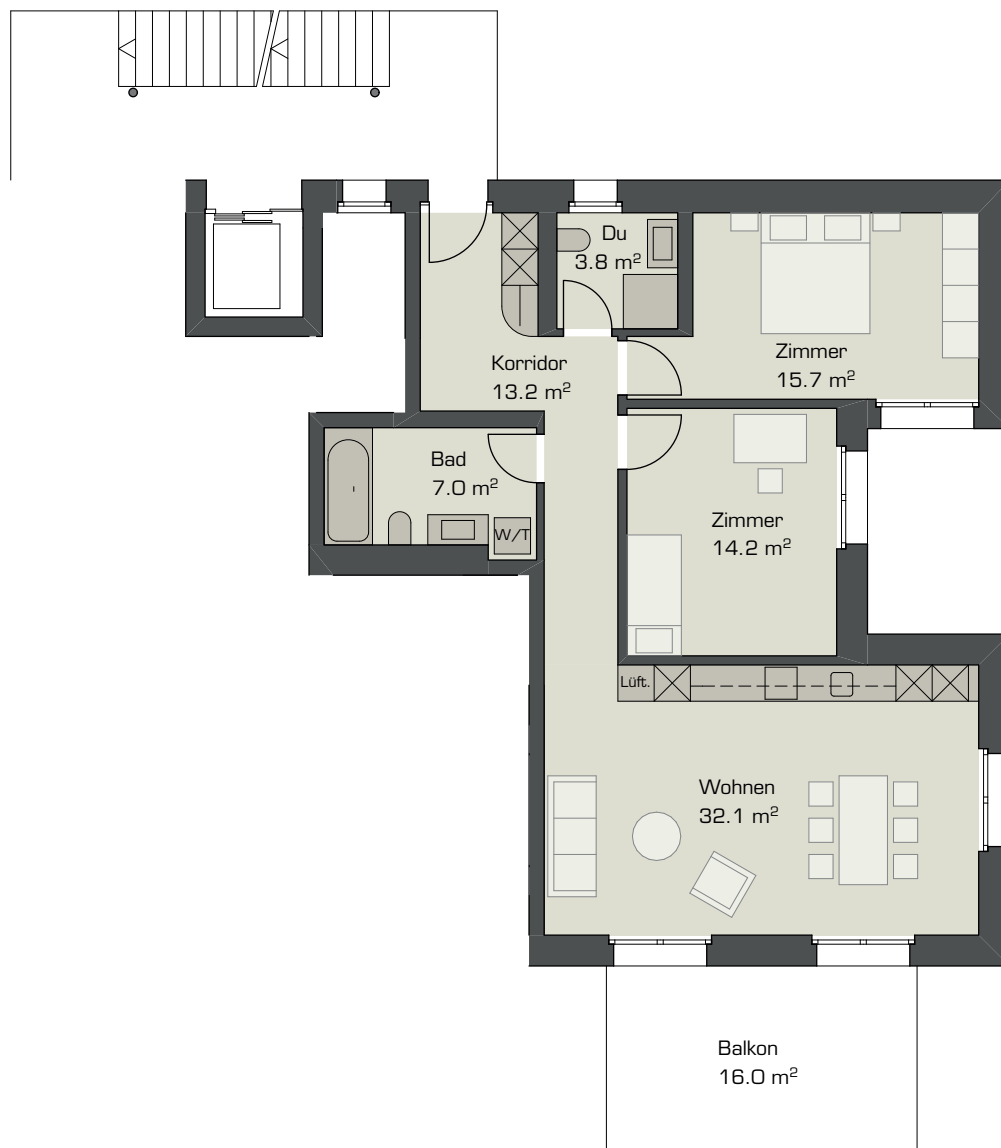 Du
3.8 m²
Zimmer
15.7 m²
Korridor
13.2 m²
Bad
7.0 m²
W/T
Zimmer
14.2 m²
Lüft.
Wohnen
32.1 m²
Balkon
16.0 m²